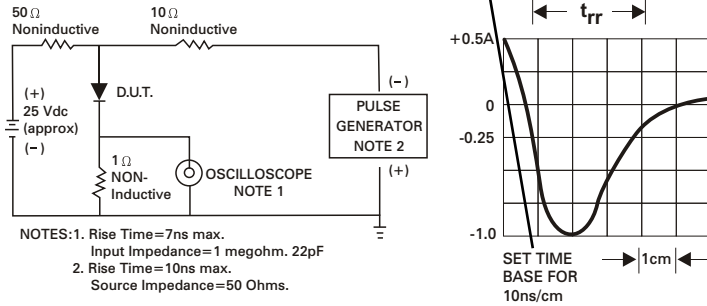 50 Ω
Noninductive
10 Ω
Noninductive
(+)
25 Vdc
(approx)
(-)
D.U.T.
1 Ω
NON-
Inductive
OSCILLOSCOPE
NOTE 1
(-)
PULSE
GENERATOR
NOTE 2
(+)
NOTES:1. Rise Time=7ns max.
Input Impedance=1 megohm. 22pF
2. Rise Time=10ns max.
Source Impedance=50 Ohms.
trr
+0.5A
0
-0.25
-1.0
SET TIME
BASE FOR
10ns/cm
1cm